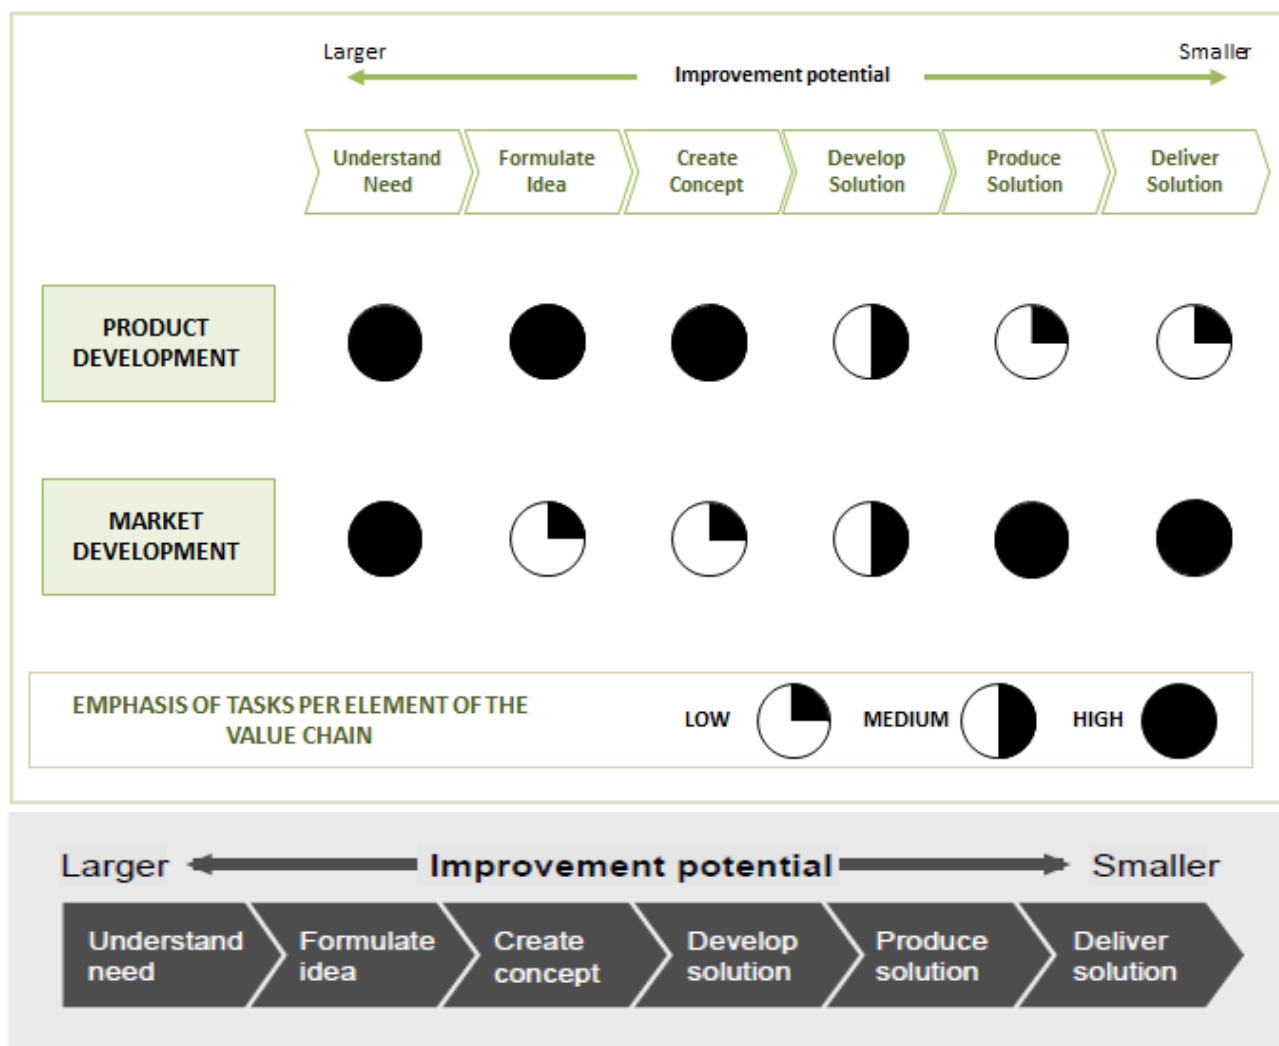 Larger
Smaller
Improvement potential
Understand
Need
Formulate
Idea
Create
Concept
Develop
Solution
Produce
Solution
Deliver
Solution
PRODUCT
DEVELOPMENT
MARKET
DEVELOPMENT
EMPHASIS OF TASKS PER ELEMENT OF THE
VALUE CHAIN
LOW
MEDIUM
HIGH
Larger
Improvement potential
Smaller
Understand
need
Formulate
idea
Create
concept
Develop
solution
Produce
solution
Deliver
solution